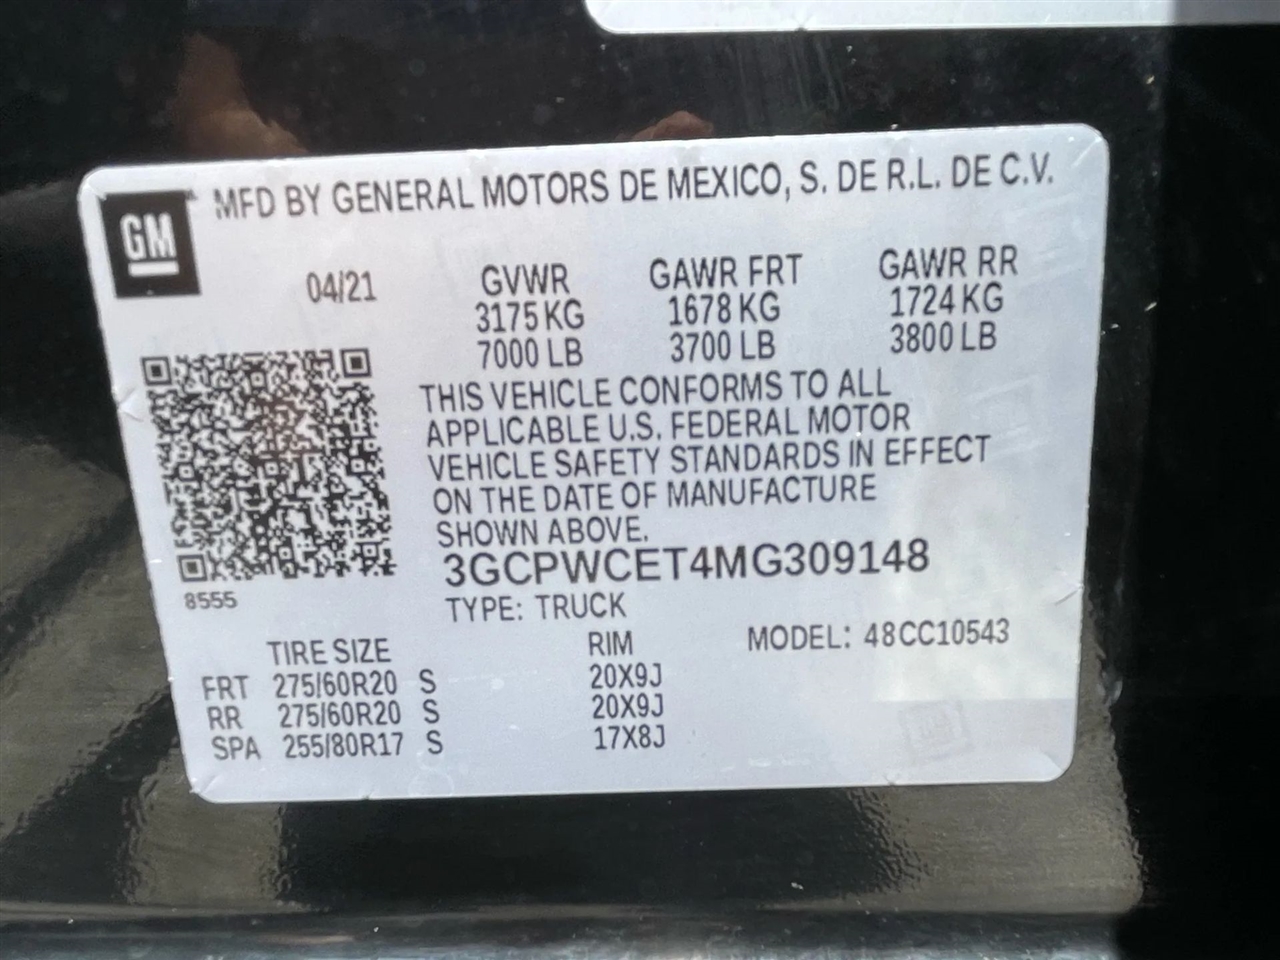 GM
MFD BY GENERAL MOTORS DE MEXICO, S. DE R.L. DE C.V.
04/21
GVWR GAWR FRT GAWR RR
3175 KG 1678 KG 1724 KG
7000 LB 3700 LB 3800 LB
THIS VEHICLE CONFORMS TO ALL
APPLICABLE U.S. FEDERAL MOTOR
VEHICLE SAFETY STANDARDS IN EFFECT
ON THE DATE OF MANUFACTURE
SHOWN ABOVE.
3GCPWCET4MG309148
8555
TYPE: TRUCK
TIRE SIZE RIM MODEL: 48CC10543
FRT 275/60R20 S 20X9J
RR 275/60R20 S 20X9J
SPA 255/80R17 S 17X8J
GM